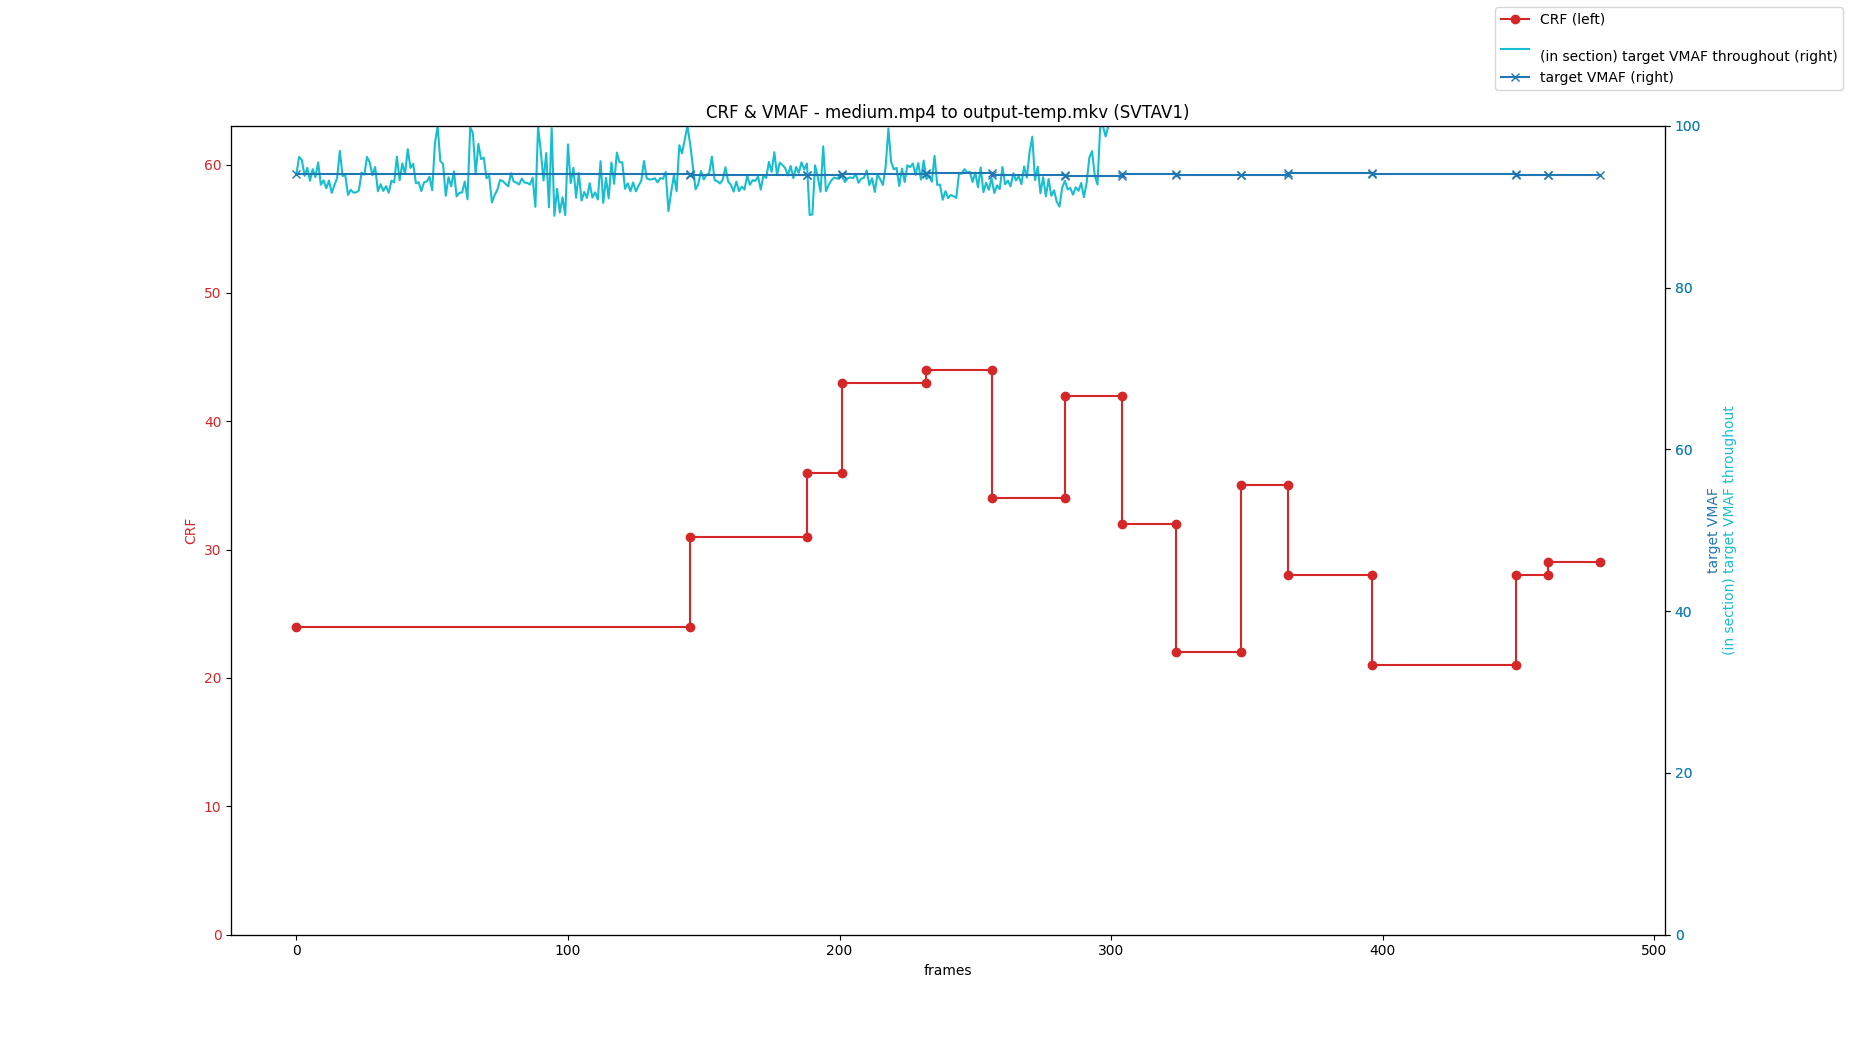 CRF (left)
(in section) target VMAF throughout (right)
target VMAF (right)
CRF & VMAF - medium.mp4 to output-temp.mkv (SVTAV1)
60
50
40
30
20
10
0
CRF
100
80
60
40
20
0
target VMAF
(in section) target VMAF throughout
0
100
200
300
400
500
frames